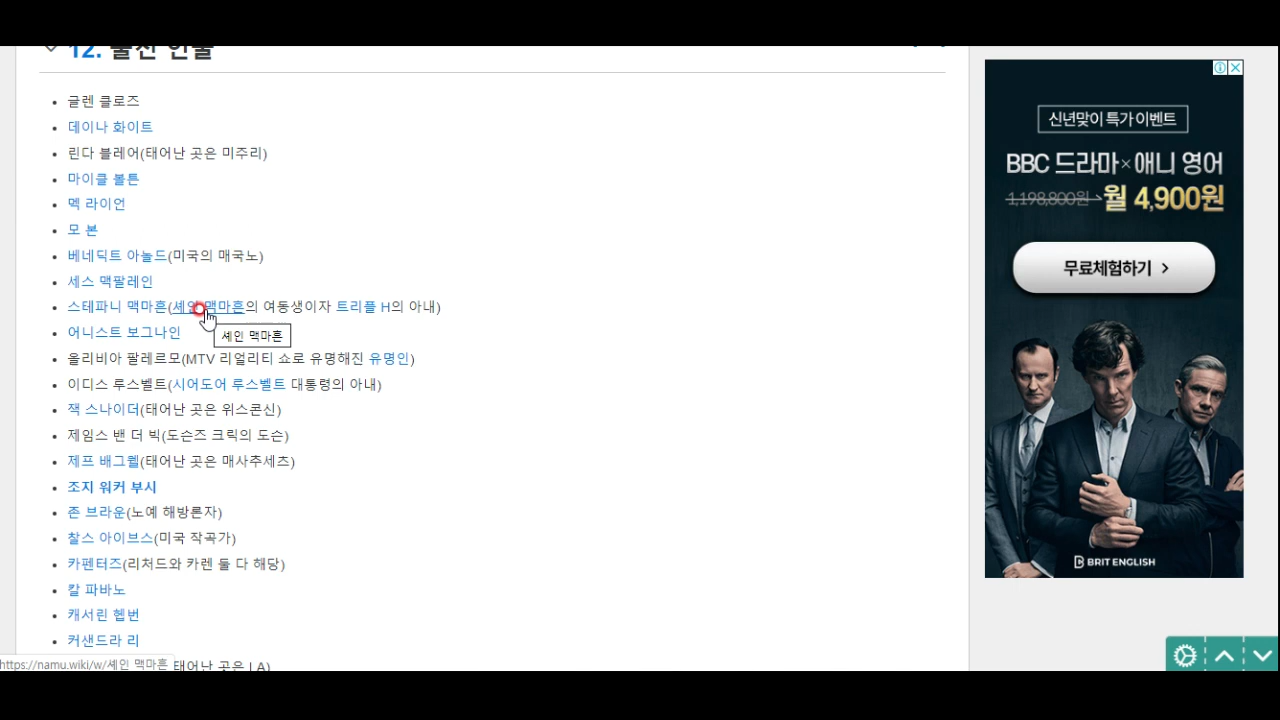 12. 출신 인물
글렌 클로즈
데이나 화이트
린다 블레어(태어난 곳은 미주리)
마이클 볼튼
멕 라이언
모 본
베네딕트 아놀드(미국의 매국노)
세스 맥팔레인
스테파니 맥마흔(셰인 맥마흔의 여동생이자 트리플 H의 아내)
셰인 맥마흔
어니스트 보그나인
올리비아 팔레르모(MTV 리얼리티 쇼로 유명해진 유명인)
이디스 루스벨트(시어도어 루스벨트 대통령의 아내)
잭 스나이더(태어난 곳은 위스콘신)
제임스 밴 더 빅(도슨즈 크릭의 도슨)
제프 배그웰(태어난 곳은 매사추세츠)
조지 워커 부시
존 브라운(노예 해방론자)
찰스 아이브스(미국 작곡가)
카펜터즈(리처드와 카렌 둘 다 해당)
칼 파바노
캐서린 헵번
커샌드라 리
태어난 곳은 LA)
https://namu.wiki/w/셰인 맥마흔
신년맞이 특가 이벤트
BBC 드라마×애니 영어
1,198,800원→월 4,900원
무료체험하기 >
BRIT ENGLISH